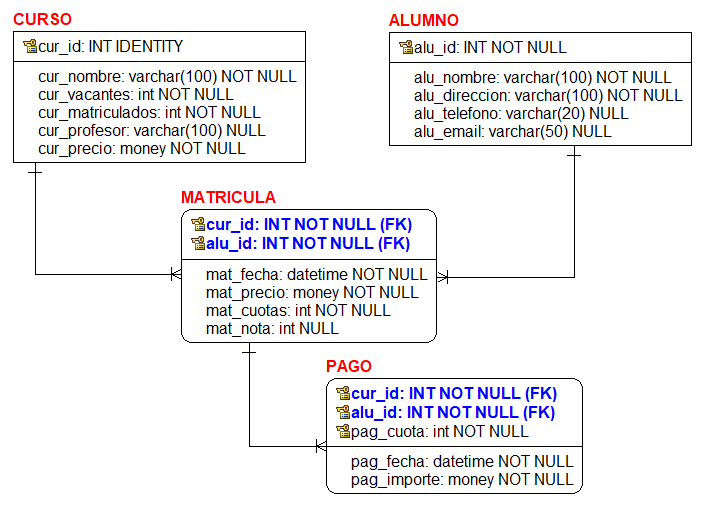 CURSO
cur_id: INT IDENTITY
cur_nombre: varchar(100) NOT NULL
cur_vacantes: int NOT NULL
cur_matriculados: int NOT NULL
cur_profesor: varchar(100) NULL
cur_precio: money NOT NULL
ALUMNO
alu_id: INT NOT NULL
alu_nombre: varchar(100) NOT NULL
alu_direccion: varchar(100) NOT NULL
alu_telefono: varchar(20) NULL
alu_email: varchar(50) NULL
MATRICULA
cur_id: INT NOT NULL (FK)
alu_id: INT NOT NULL (FK)
mat_fecha: datetime NOT NULL
mat_precio: money NOT NULL
mat_cuotas: int NOT NULL
mat_nota: int NULL
PAGO
cur_id: INT NOT NULL (FK)
alu_id: INT NOT NULL (FK)
pag_cuota: int NOT NULL
pag_fecha: datetime NOT NULL
pag_importe: money NOT NULL